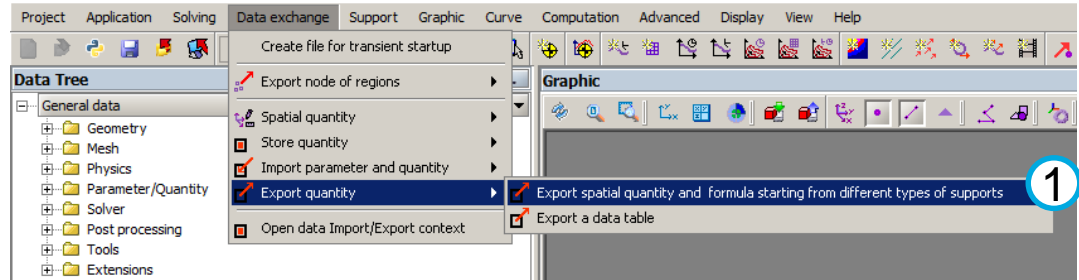 Project Application Solving Data exchange Support Graphic Curve Computation Advanced Display View Help
Create file for transient startup
Data Tree
Export node of regions
Graphic
General data
Spatial quantity
Geometry
Store quantity
Mesh
Import parameter and quantity
Physics
Export quantity
Export spatial quantity and formula starting from different types of supports
1
Parameter/Quantity
Export a data table
Solver
Open data Import/Export context
Post processing
Tools
Extensions